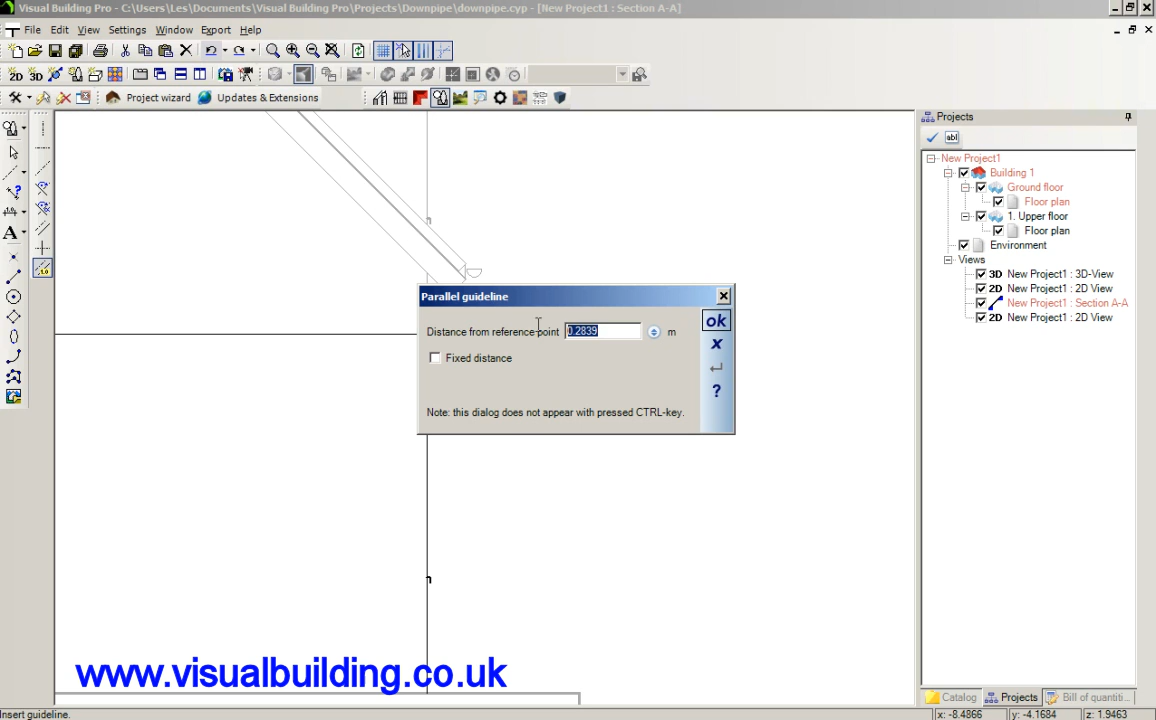 Visual Building Pro - C:\Users\Les\Documents\Visual Building Pro\Projects\Downpipe\downpipe.cyp - [New Project1 : Section A-A]
File Edit View Settings Window Export Help
2D 3D
Project wizard Updates & Extensions
Projects
abl
New Project1
Building 1
Ground floor
Floor plan
1. Upper floor
Floor plan
Environment
Views
3D New Project1 : 3D-View
2D New Project1 : 2D View
New Project1 : Section A-A
2D New Project1 : 2D View
A
Parallel guideline
Distance from reference point 0.2839 m
Fixed distance
Note: this dialog does not appear with pressed CTRL-key.
ok
x
?
www.visualbuilding.co.uk
Catalog Projects Bill of quantiti...
Insert guideline. x: -8.4866 y: -4.1684 z: 1.9463